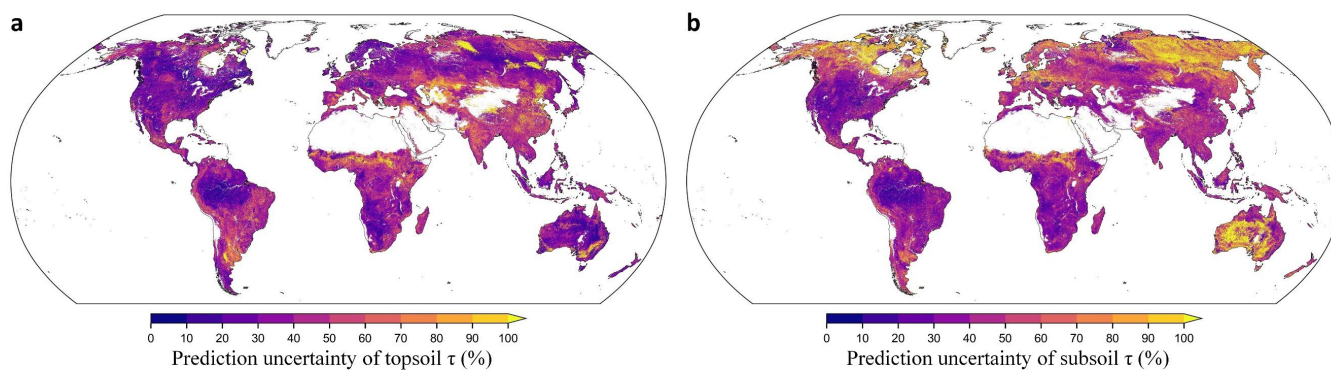 a
b
0 10 20 30 40 50 60 70 80 90 100
Prediction uncertainty of topsoil τ (%)
0 10 20 30 40 50 60 70 80 90 100
Prediction uncertainty of subsoil τ (%)